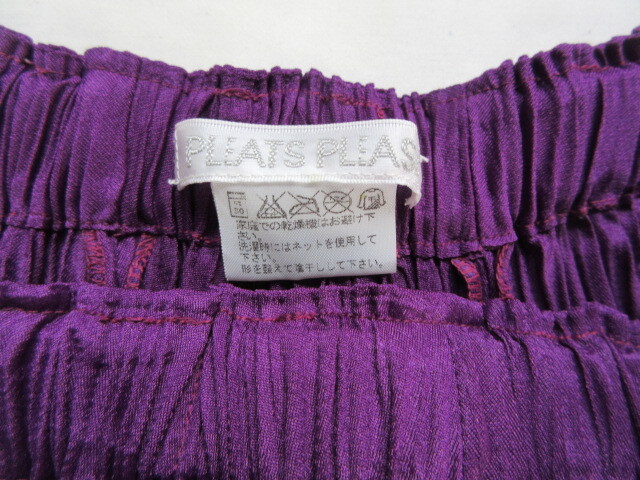 PLEATS PLEAS
家庭での乾燥機はお避け下
さい。
洗濯時にはネットを使用して
下さい。
形を整えて陰干しして下さい。